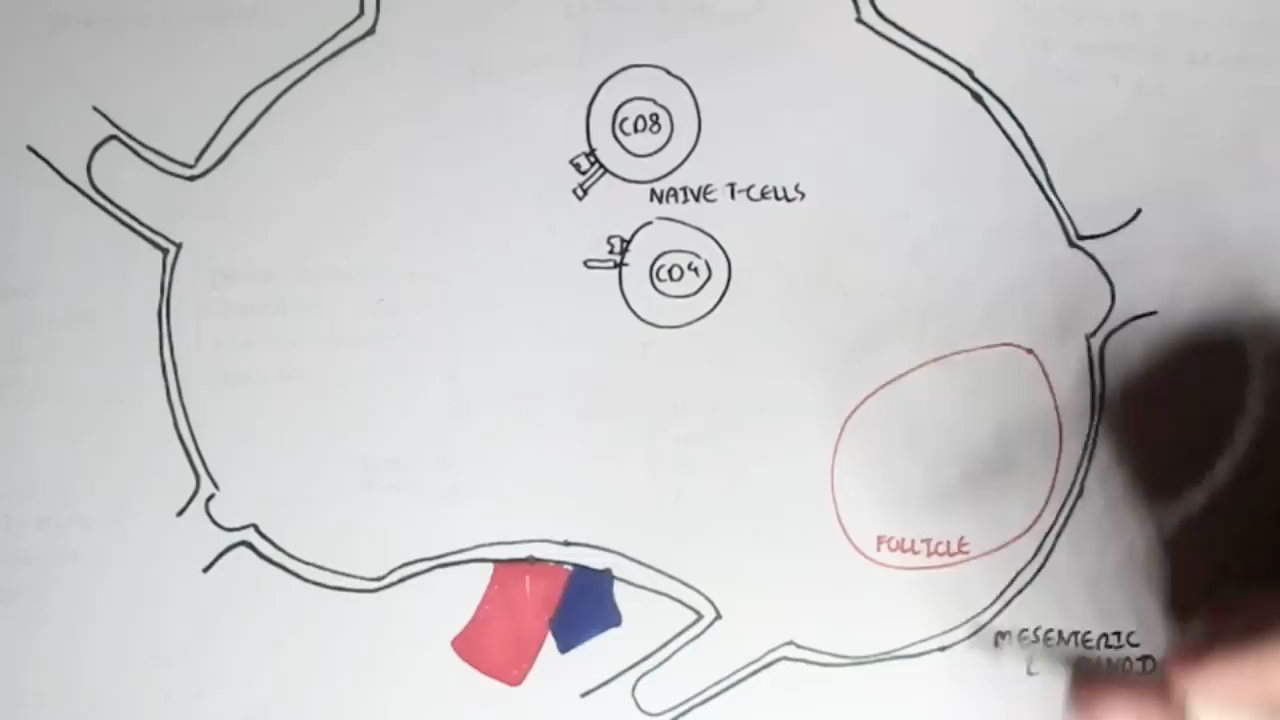 CD8
NAIVE T-CELLS
CD4
FOLLICLE
MESENTERIC